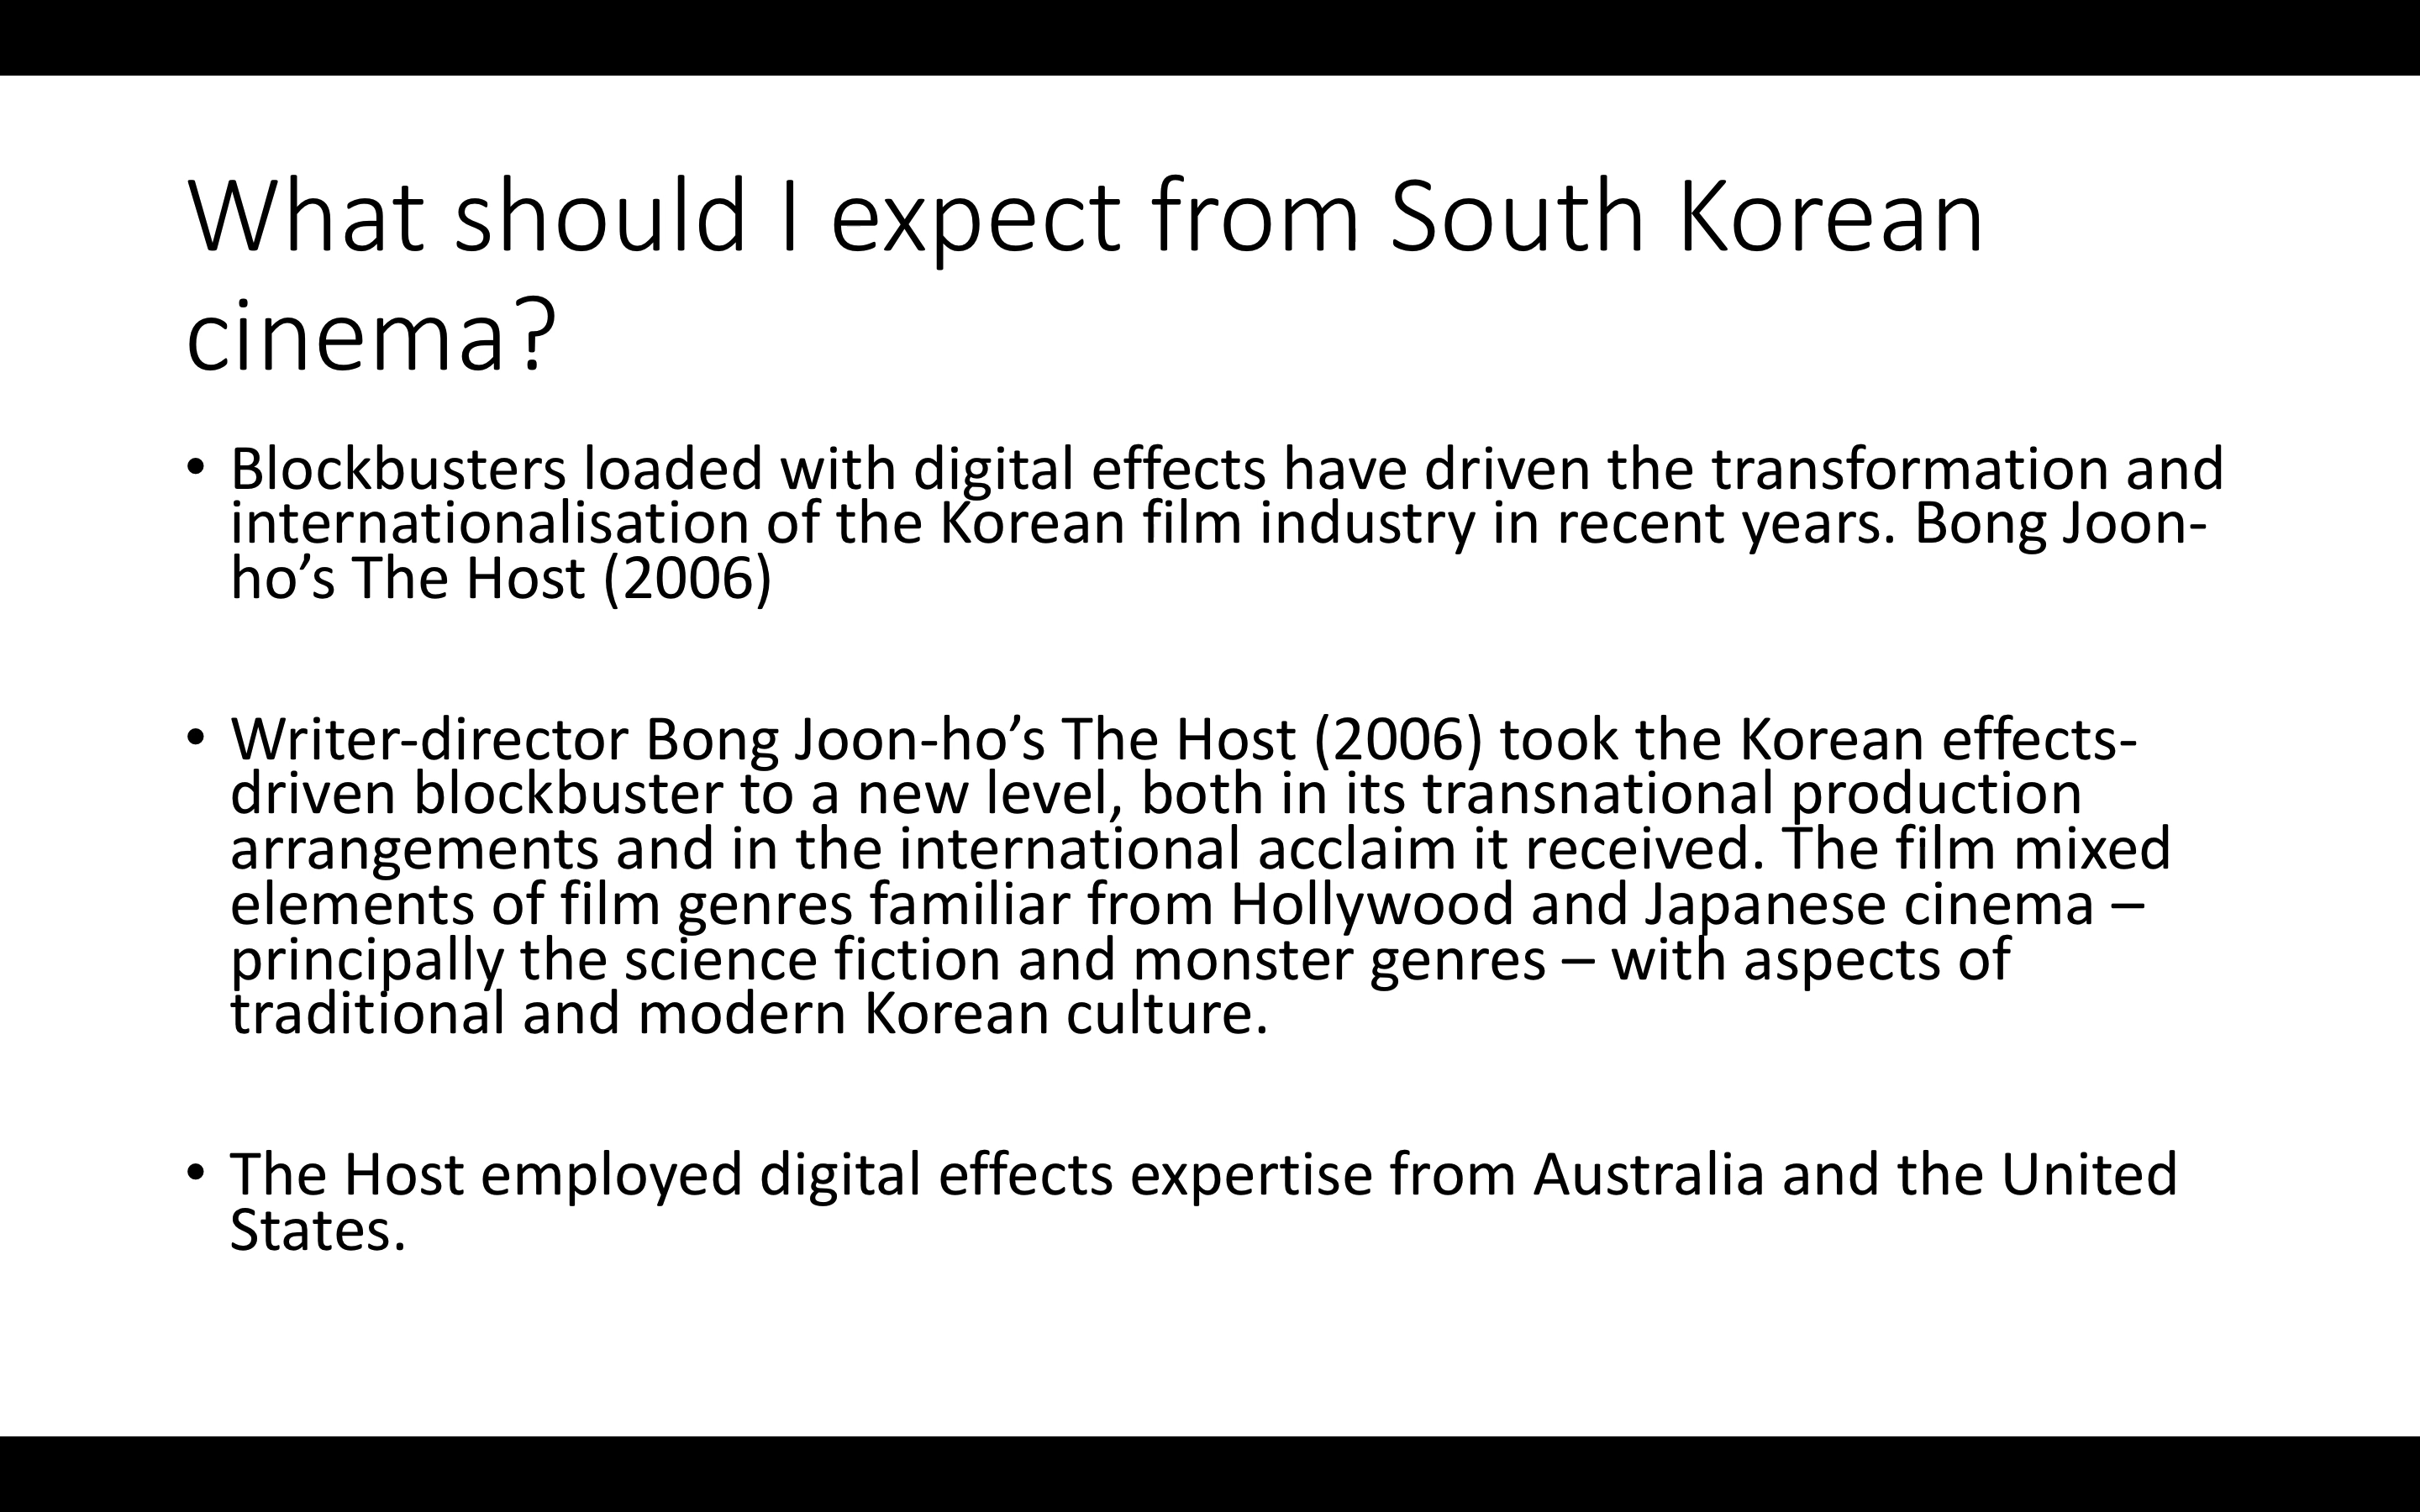 What should I expect from South Korean
cinema?
• Blockbusters loaded with digital effects have driven the transformation and
internationalisation of the Korean film industry in recent years. Bong Joon-
ho’s The Host (2006)
• Writer-director Bong Joon-ho’s The Host (2006) took the Korean effects-
driven blockbuster to a new level, both in its transnational production
arrangements and in the international acclaim it received. The film mixed
elements of film genres familiar from Hollywood and Japanese cinema –
principally the science fiction and monster genres – with aspects of
traditional and modern Korean culture.
• The Host employed digital effects expertise from Australia and the United
States.